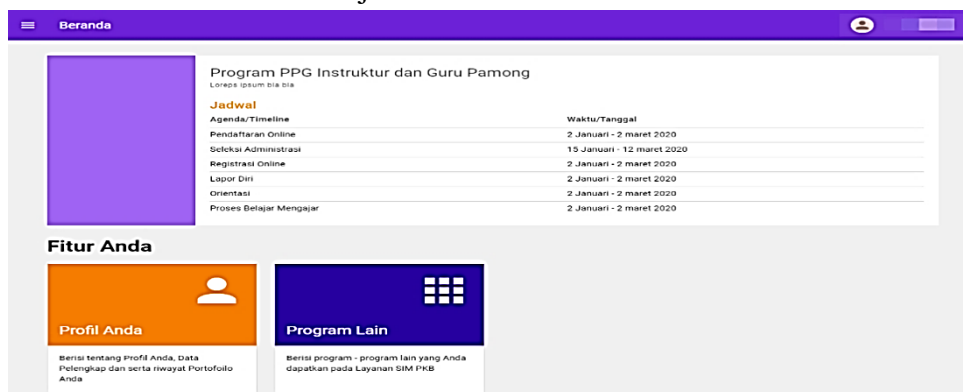 Beranda
Program PPG Instruktur dan Guru Pamong
Loreps ipsum bla bla
Jadwal
Agenda/Timeline Waktu/Tanggal
Pendaftaran Online 2 Januari - 2 maret 2020
Seleksi Administrasi 15 Januari - 12 maret 2020
Registrasi Online 2 Januari - 2 maret 2020
Lapor Diri 2 Januari - 2 maret 2020
Orientasi 2 Januari - 2 maret 2020
Proses Belajar Mengajar 2 Januari - 2 maret 2020
Fitur Anda
Profil Anda
Berisi tentang Profil Anda, Data
Pelengkap dan serta riwayat Portofoilo
Anda
Program Lain
Berisi program - program lain yang Anda
dapatkan pada Layanan SIM PKB